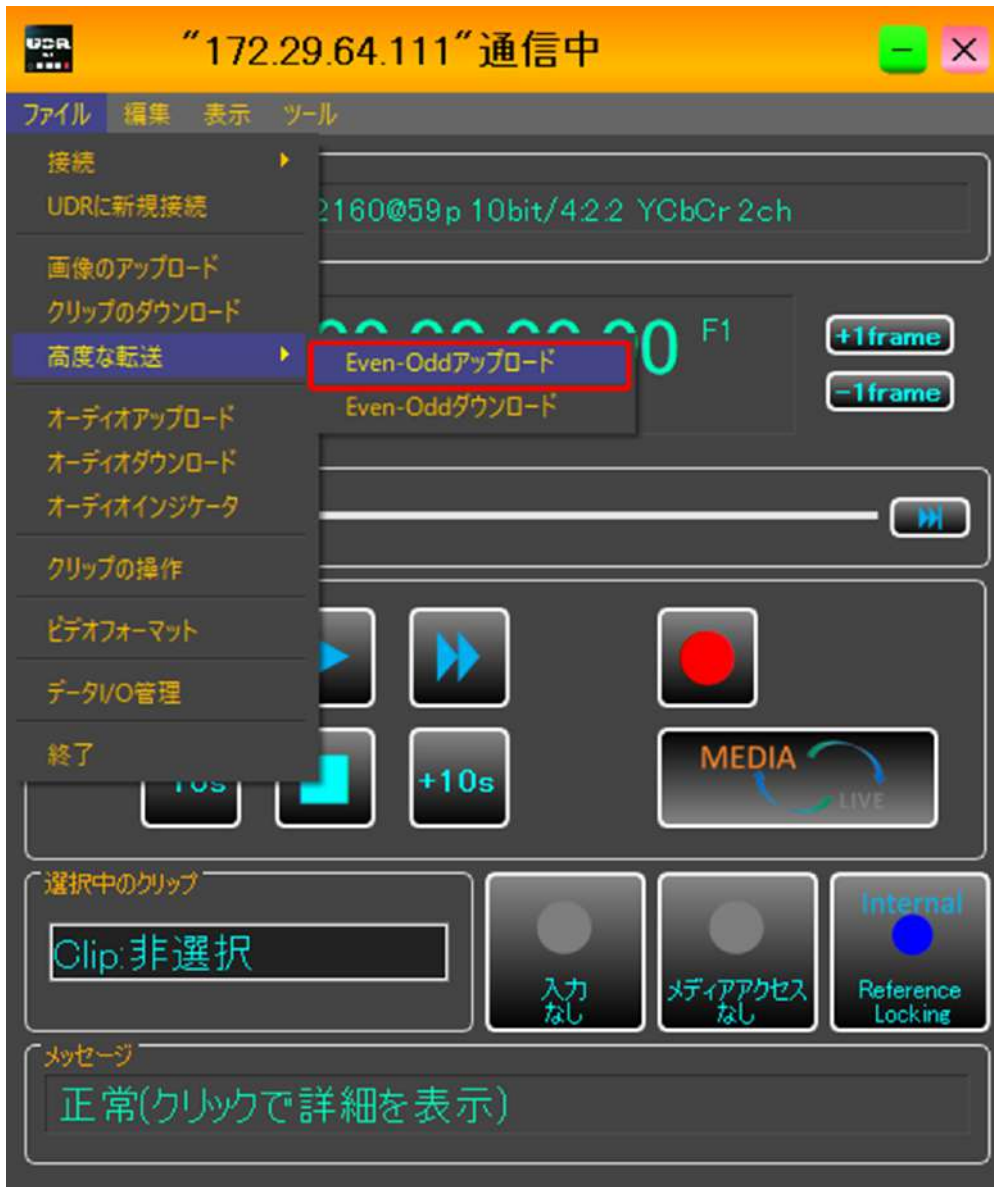 UDR
"172.29.64.111"通信中
ファイル 編集 表示 ツール
接続
UDRに新規接続
2160@59p 10bit/4:2:2 YCbCr 2ch
画像のアップロード
クリップのダウンロード
高度な転送
Even-Oddアップロード
Even-Oddダウンロード
F1
+1frame
-1frame
オーディオアップロード
オーディオダウンロード
オーディオインジケータ
クリップの操作
ビデオフォーマット
データI/O管理
終了
+10s
MEDIA
LIVE
選択中のクリップ
Clip:非選択
入力
なし
メディアアクセス
なし
Internal
Reference
Locking
メッセージ
正常(クリックで詳細を表示)